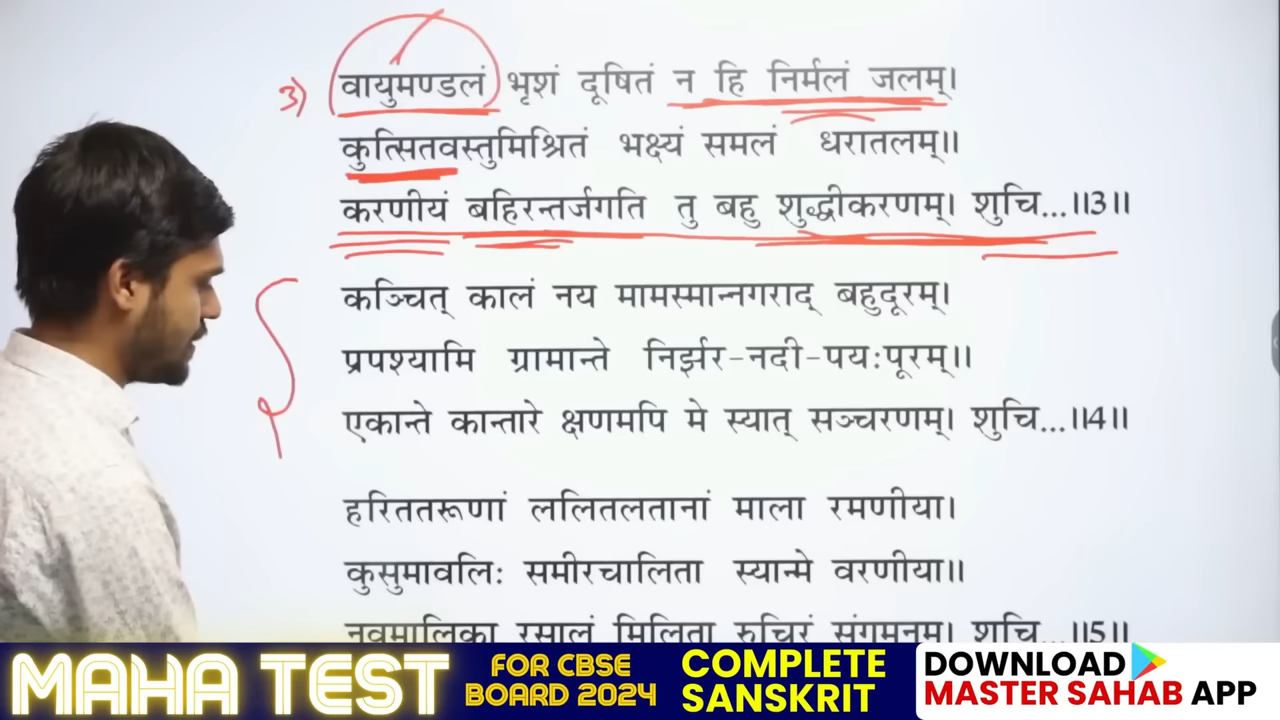 3) वायुमण्डलं भृशं दूषितं न हि निर्मलं जलम्।
कुत्सितवस्तुमिश्रितं भक्ष्यं समलं धरातलम्॥
करणीयं बहिरन्तर्जगति तु बहु शुद्धीकरणम्। शुचि...॥3॥
कञ्चित् कालं नय मामस्मान्नगराद् बहुदूरम्।
प्रपश्यामि ग्रामान्ते निर्झर-नदी-पयःपूरम्॥
एकान्ते कान्तारे क्षणमपि मे स्यात् सञ्चरणम्। शुचि...॥4॥
हरिततरूणां ललितलतानां माला रमणीया।
कुसुमावलिः समीरचालिता स्यान्मे वरणीया॥
नवमालिका रसालं मिलिता रुचिरं संगमनम्। शुचि...॥5॥
MAHA TEST
FOR CBSE
BOARD 2024
COMPLETE
SANSKRIT
DOWNLOAD
MASTER SAHAB APP